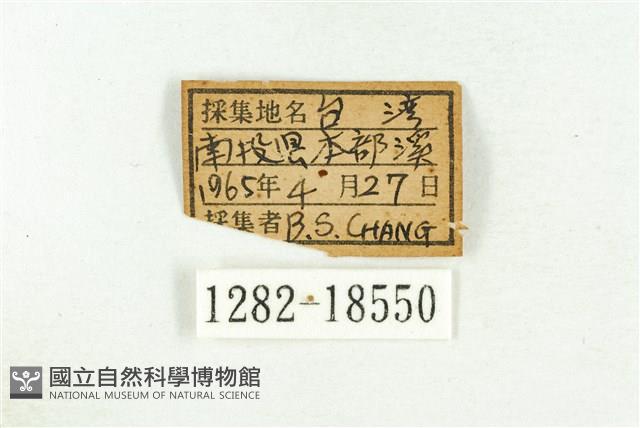 採集地名 台 湾
南投県本部溪
1965年 4 月 27 日
採集者 B.S. CHANG
1282-18550
國立自然科學博物館
NATIONAL MUSEUM OF NATURAL SCIENCE